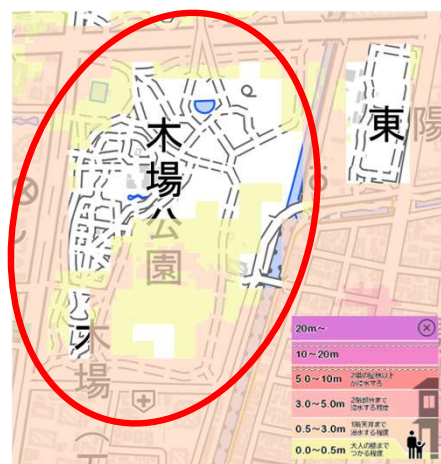 木場公園
東陽
木場
20m～
10～20m
5.0～10m 2階の屋根以上
が浸水する
3.0～5.0m 2階部分まで
浸水する程度
0.5～3.0m 1階天井まで
浸水する程度
0.0～0.5m 大人の膝まで
つかる程度